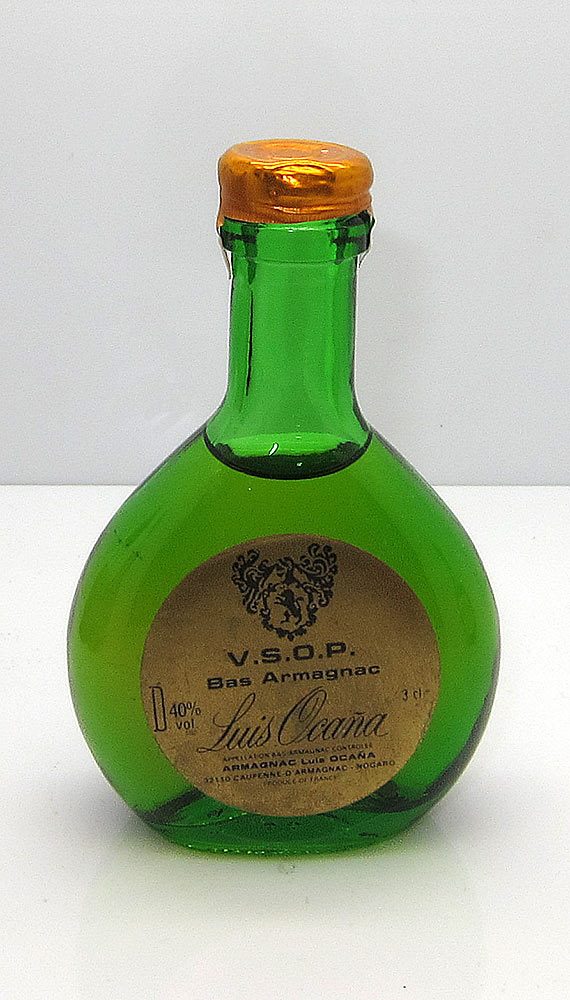 V.S.O.P.
Bas Armagnac
D 40% vol
3 cl
Luis Ocaña
APPELLATION BAS ARMAGNAC CONTROLÉE
ARMAGNAC Luis OCAÑA
32110 CAUPENNE-D'ARMAGNAC - NOGARO
PRODUCE OF FRANCE